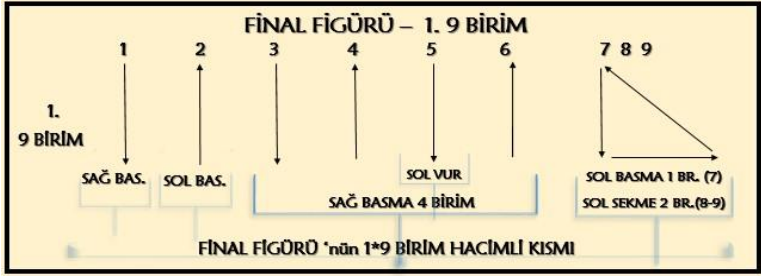 FİNAL FİGÜRÜ – 1. 9 BİRİM
1 2 3 4 5 6 7 8 9
1.
9 BİRİM
SAĞ BAS. SOL BAS. SOL VUR SOL BASMA 1 BR. (7)
SAĞ BASMA 4 BİRİM SOL SEKME 2 BR.(8-9)
FİNAL FİGÜRÜ 'nün 1*9 BİRİM HACİMLİ KISMI